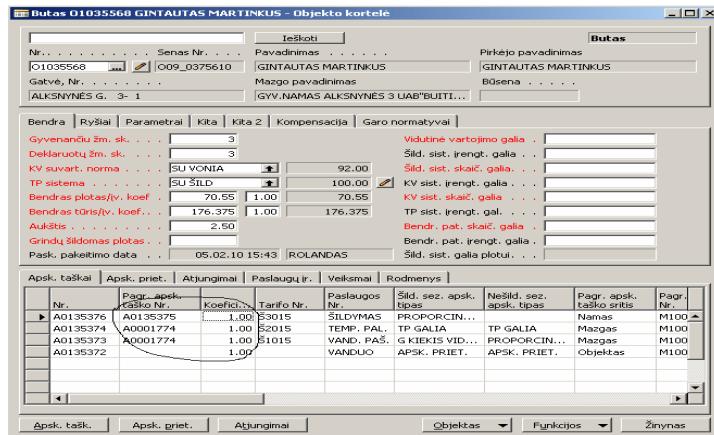 Butas O1035568 GINTAUTAS MARTINKUS - Objekto kortelė
Ieškoti
Butas
Nr. . . . . . . . . . . Senas Nr. . . . . Pavadinimas . . . . . . Pirkėjo pavadinimas
O1035568 ... O09_0375610 GINTAUTAS MARTINKUS GINTAUTAS MARTINKUS
Gatvė, Nr. . . . . . . . Mazgo pavadinimas Būsena . . . . .
ALKSNYNĖS G. 3- 1 GYV.NAMAS ALKSNYNĖS 3 UAB"BUITI...
Bendra Ryšiai Parametrai Kita Kita 2 Kompensacija Garo normatyvai
Gyvenančiu žm. sk. . . . . 3 Vidutinė vartojimo galia .
Deklaruotų žm. sk. . . . . 3 Šild. sist. įrengt. galia . .
KV suvart. norma . . . . SU VONIA 92.00 Šild. sist. skaič. galia. . .
TP sistema . . . . . . . SU ŠILD 100.00 KV sist. įrengt. galia . . .
Bendras plotas/įv. koef . 70.55 1.00 70.55 KV sist. skaič. galia . . .
Bendras tūris/įv. koef. . . 176.375 1.00 176.375 TP sist. įrengt. gal. . . .
Aukštis . . . . . . . . 2.50 Bendr. pat. skaič. galia .
Grindų šildomas plotas . . Bendr. pat. įrengt. galia .
Pask. pakeitimo data . . 05.02.10 15:43 ROLANDAS Šild. sist. galia plotui. . .
Apsk. taškai Apsk. priet. Atjungimai Paslaugų įr. Veiksmai Rodmenys
Nr. Pagr. apsk. taško Nr. Koefici... Tarifo Nr. Paslaugos Nr. Šild. sez. apsk. tipas Nešild. sez. apsk. tipas Pagr. apsk. taško sritis Pagr. Nr.
A0135376 A0135375 1.00 Š3015 ŠILDYMAS PROPORCIN... Namas M100
A0135374 A0001774 1.00 Š2015 TEMP. PAL. TP GALIA TP GALIA Mazgas M100
A0135373 A0001774 1.00 Š1015 VAND. PAŠ. G KIEKIS VID... PROPORCIN... Mazgas M100
A0135372 1.00 VANDUO APSK. PRIET. APSK. PRIET. Objektas M100
Apsk. tašk. Apsk. priet. Atjungimai Objektas Funkcijos Žinynas